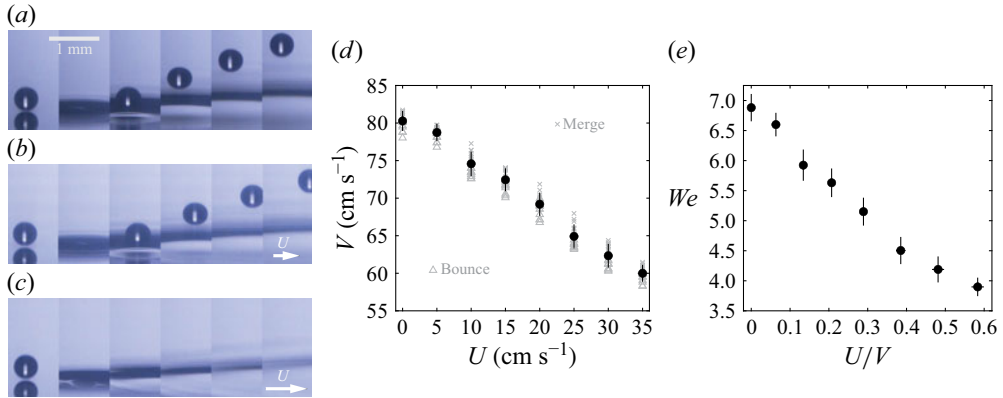 (a)
1 mm
(b)
U
(c)
U
(d)
85
80
75
70
65
60
55
V (cm s⁻¹)
× Merge
△ Bounce
0 5 10 15 20 25 30 35
U (cm s⁻¹)
(e)
7.0
6.5
6.0
5.5
5.0
4.5
4.0
3.5
We
0 0.1 0.2 0.3 0.4 0.5 0.6
U/V